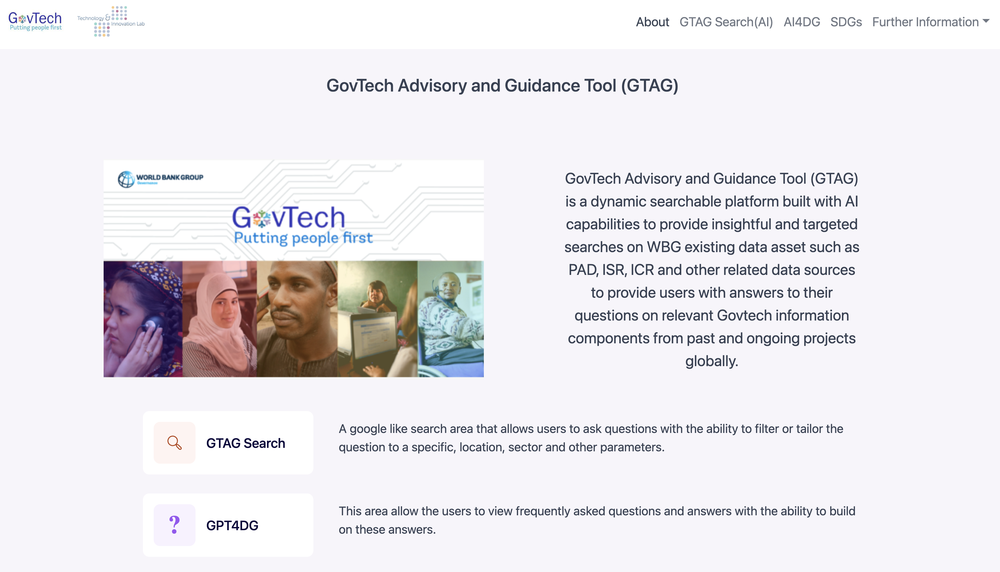 GovTech
Putting people first
Technology &
Innovation Lab
About GTAG Search(AI) AI4DG SDGs Further Information
GovTech Advisory and Guidance Tool (GTAG)
WORLD BANK GROUP
Governance
GovTech
Putting people first
GovTech Advisory and Guidance Tool (GTAG)
is a dynamic searchable platform built with AI
capabilities to provide insightful and targeted
searches on WBG existing data asset such as
PAD, ISR, ICR and other related data sources
to provide users with answers to their
questions on relevant Govtech information
components from past and ongoing projects
globally.
GTAG Search
A google like search area that allows users to ask questions with the ability to filter or tailor the
question to a specific, location, sector and other parameters.
?
GPT4DG
This area allow the users to view frequently asked questions and answers with the ability to build
on these answers.